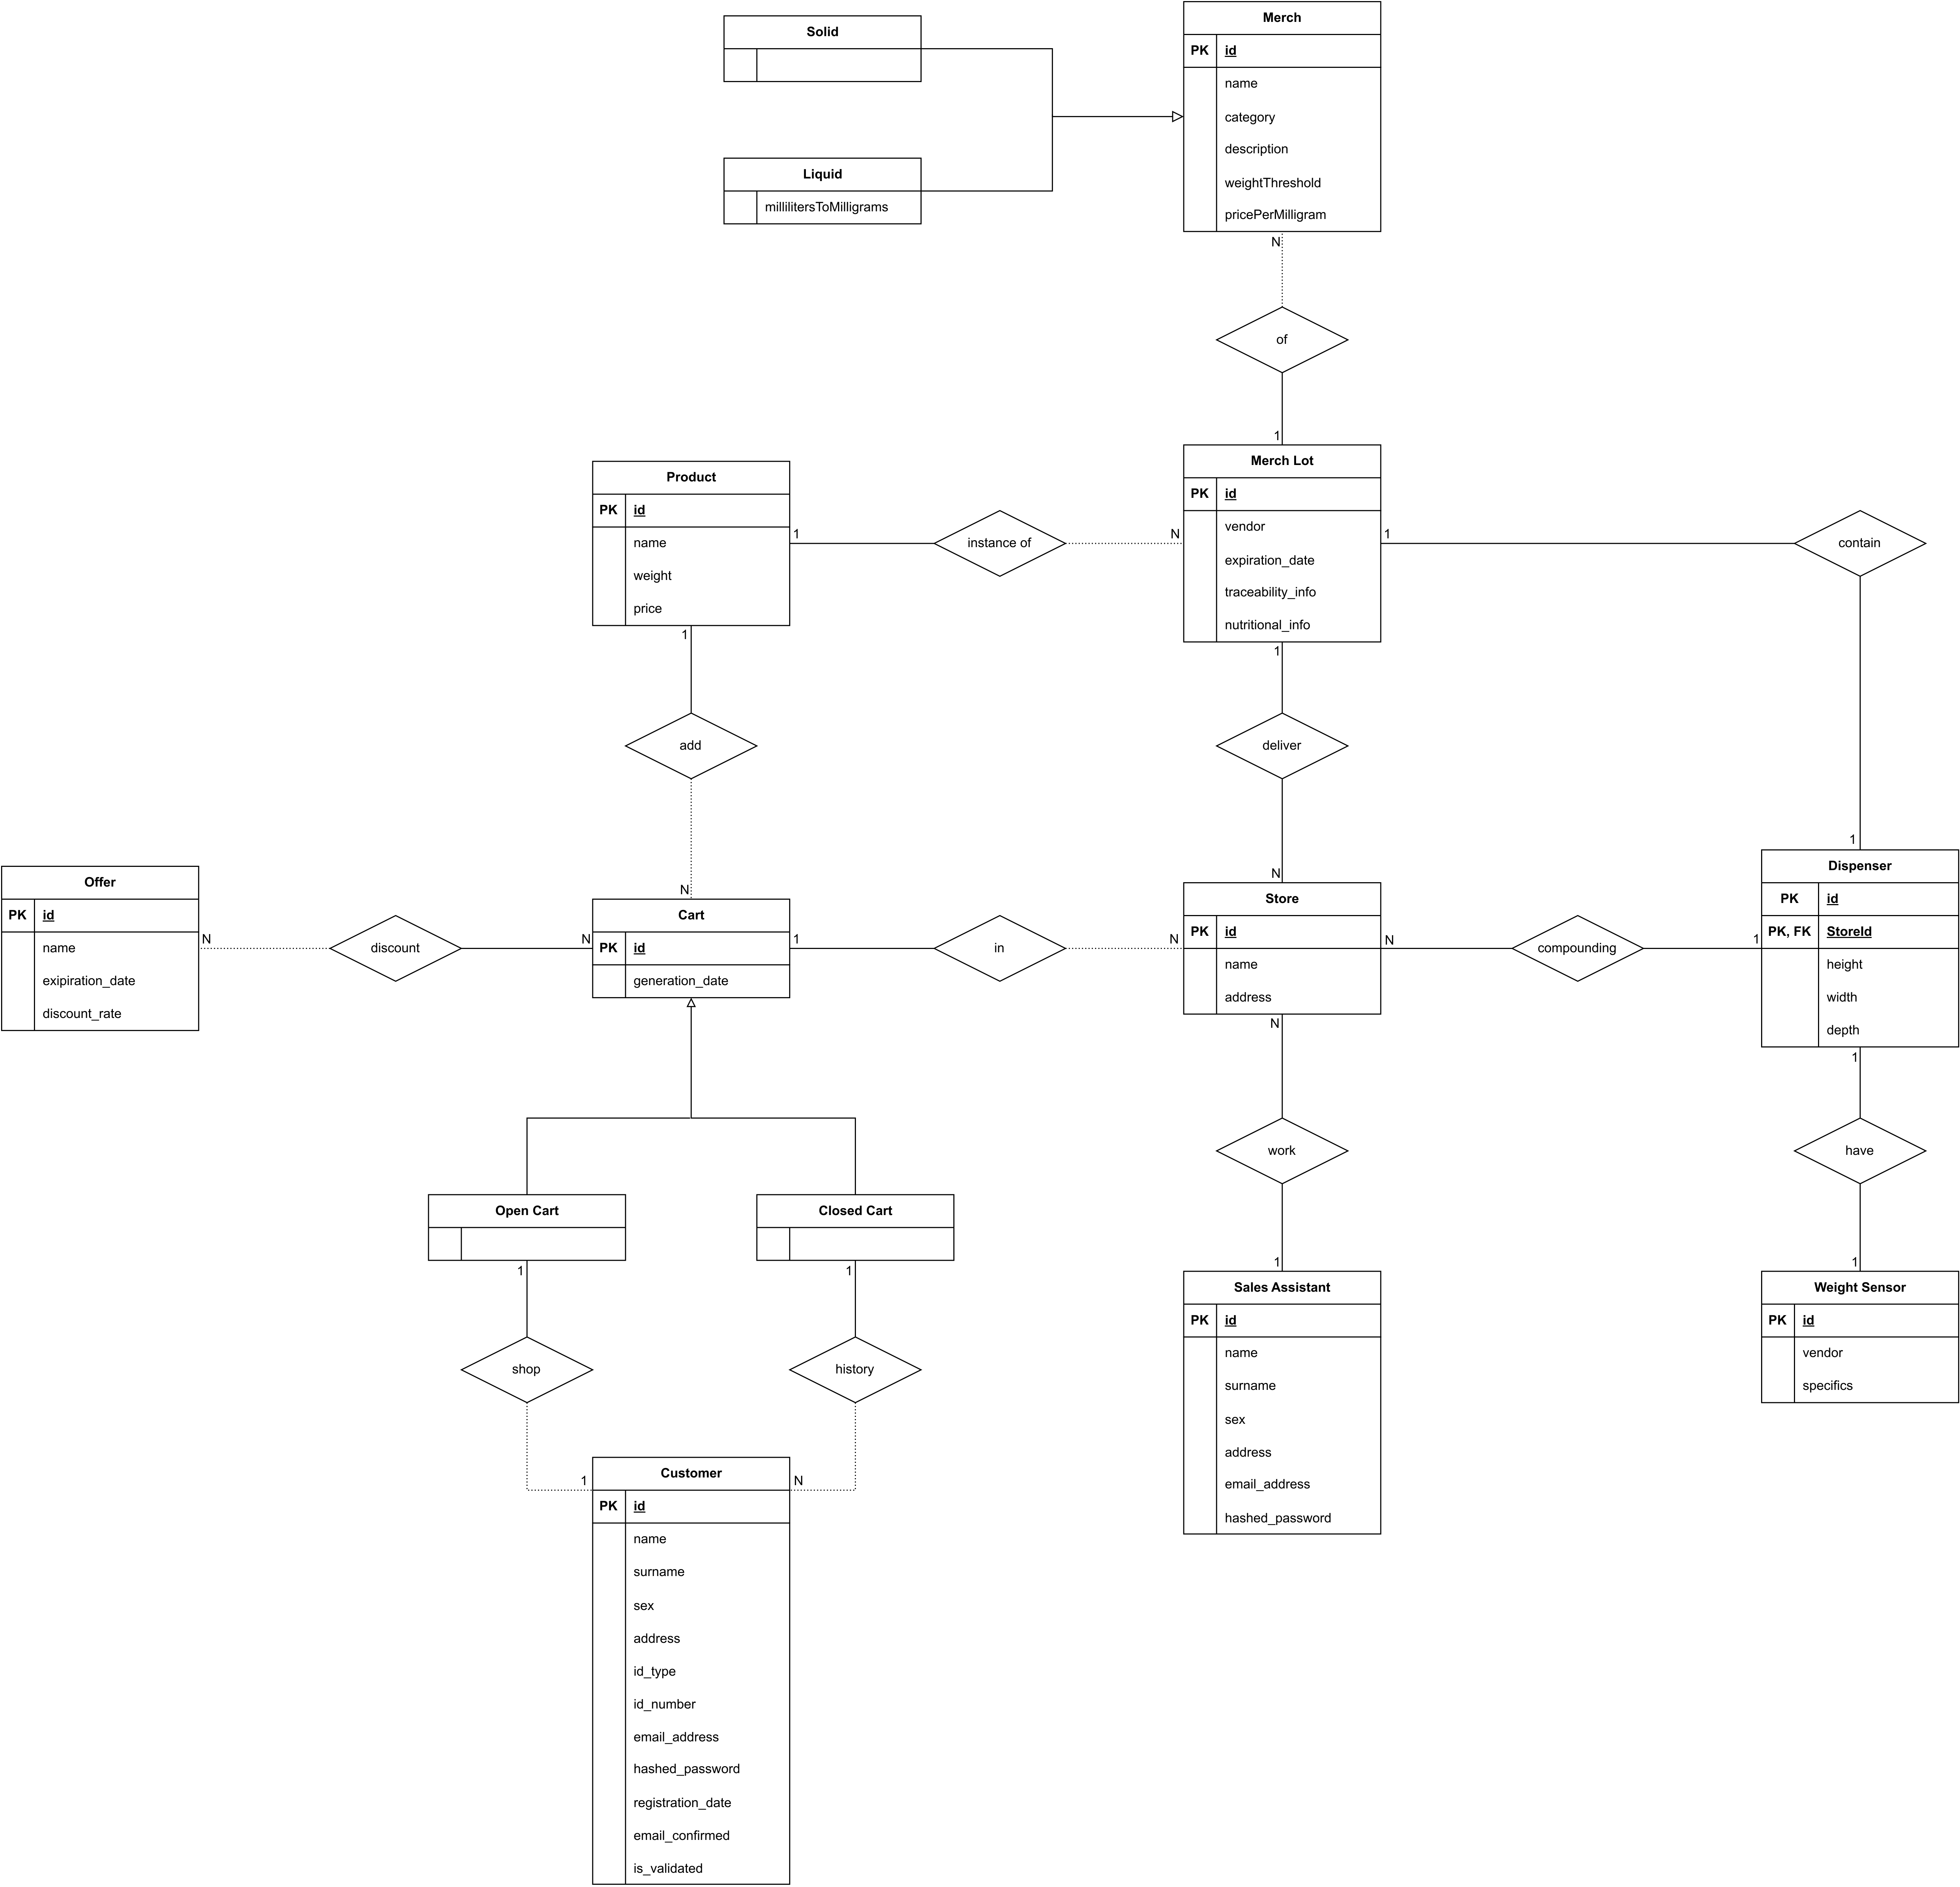 Solid
Merch
PK id
name
category
description
weightThreshold
pricePerMilligram
Liquid
millilitersToMilligrams
N
of
1
Merch Lot
PK id
vendor
expiration_date
traceability_info
nutritional_info
Product
PK id
name
weight
price
1
instance of
N
1
contain
1
add
N
1
deliver
N
1
Offer
PK id
name
exipiration_date
discount_rate
N
discount
N
Cart
PK id
generation_date
1
in
N
Store
PK id
name
address
N
compounding
1
Dispenser
PK id
PK, FK StoreId
height
width
depth
N
work
1
1
have
1
Open Cart
Closed Cart
1
shop
1
1
history
N
Sales Assistant
PK id
name
surname
sex
address
email_address
hashed_password
Weight Sensor
PK id
vendor
specifics
Customer
PK id
name
surname
sex
address
id_type
id_number
email_address
hashed_password
registration_date
email_confirmed
is_validated